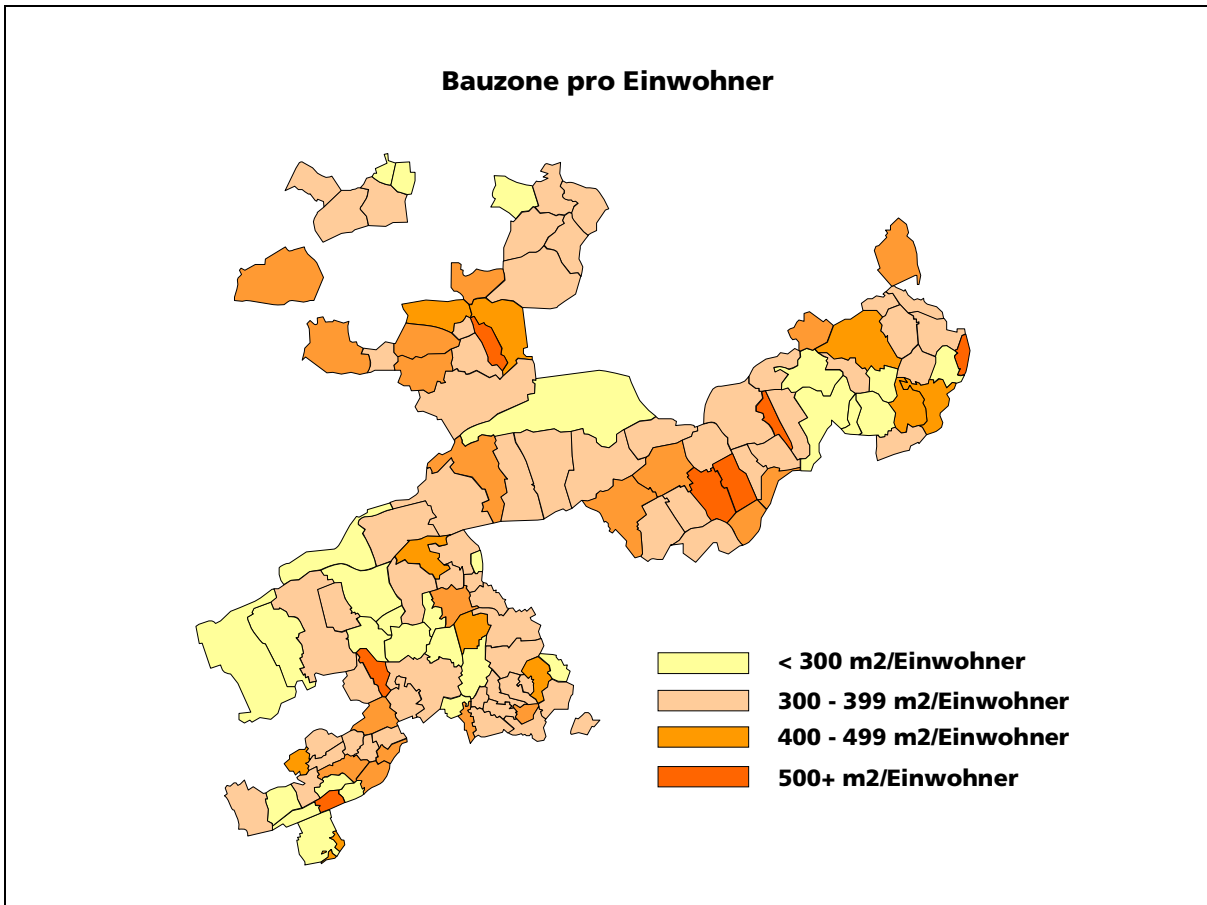 Bauzone pro Einwohner
< 300 m2/Einwohner
300 - 399 m2/Einwohner
400 - 499 m2/Einwohner
500+ m2/Einwohner